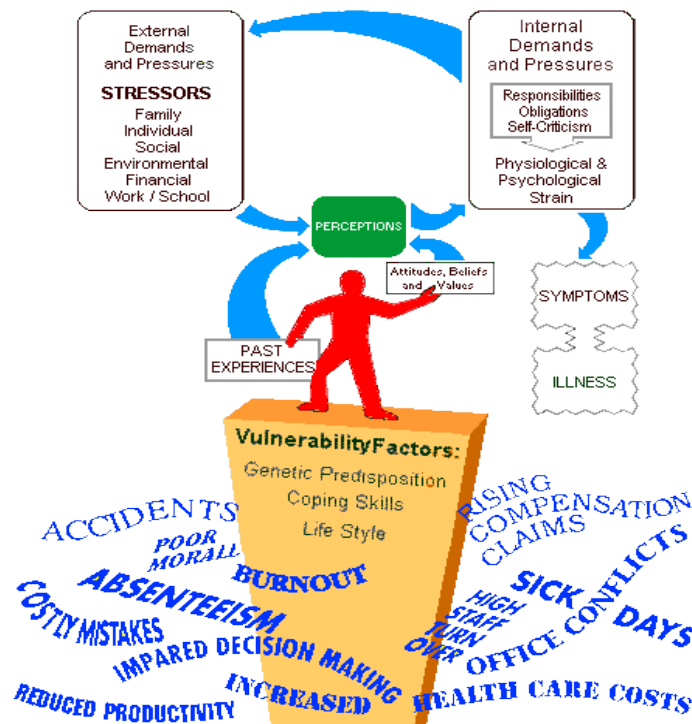 External
Demands
and Pressures
STRESSORS
Family
Individual
Social
Environmental
Financial
Work / School
Internal
Demands
and Pressures
Responsibilities
Obligations
Self-Criticism
Physiological &
Psychological
Strain
PERCEPTIONS
Attitudes, Beliefs
and Values
PAST
EXPERIENCES
SYMPTOMS
ILLNESS
VulnerabilityFactors:
Genetic Predisposition
Coping Skills
Life Style
ACCIDENTS
POOR
MORALL
BURNOUT
ABSENTEEISM
COSTLY MISTAKES
IMPARED DECISION MAKING
REDUCED PRODUCTIVITY
INCREASED HEALTH CARE COSTS
RISING
COMPENSATION
CLAIMS
SICK DAYS
HIGH
STAFF
TURN
OVER
OFFICE CONFLICTS